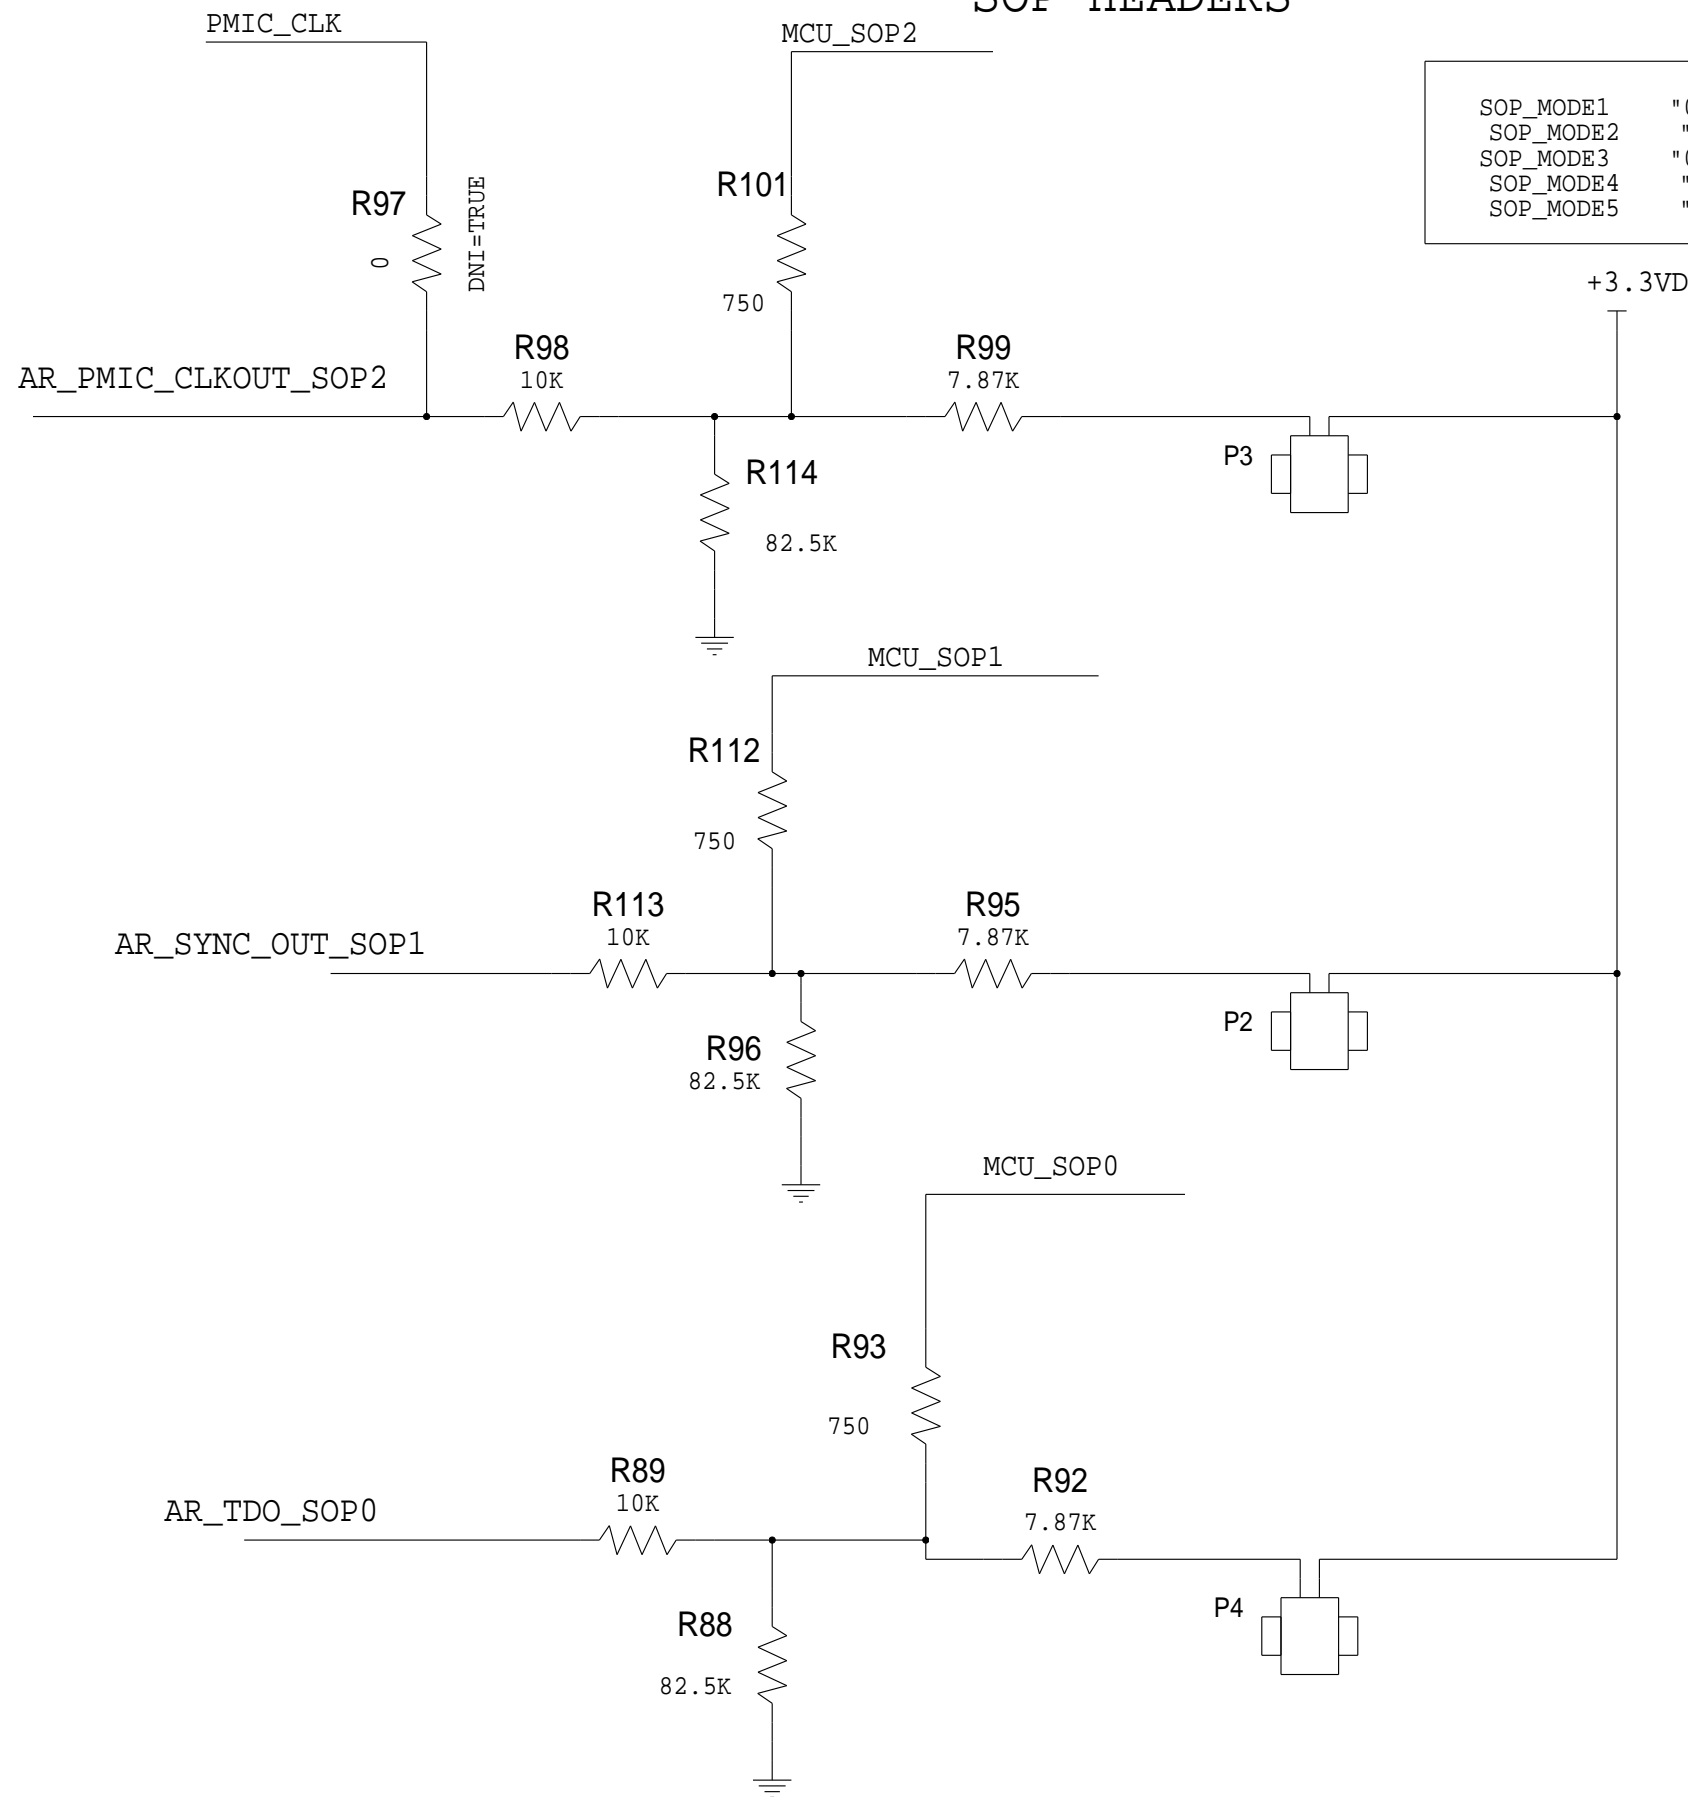 SOP HEADERS
PMIC_CLK
MCU_SOP2
SOP_MODE1 "0
SOP_MODE2 "
SOP_MODE3 "0
SOP_MODE4 "
SOP_MODE5 "
R97
0
DNI=TRUE
R101
750
+3.3VD
AR_PMIC_CLKOUT_SOP2
R98
10K
R99
7.87K
P3
R114
82.5K
MCU_SOP1
R112
750
AR_SYNC_OUT_SOP1
R113
10K
R95
7.87K
P2
R96
82.5K
MCU_SOP0
R93
750
AR_TDO_SOP0
R89
10K
R92
7.87K
P4
R88
82.5K